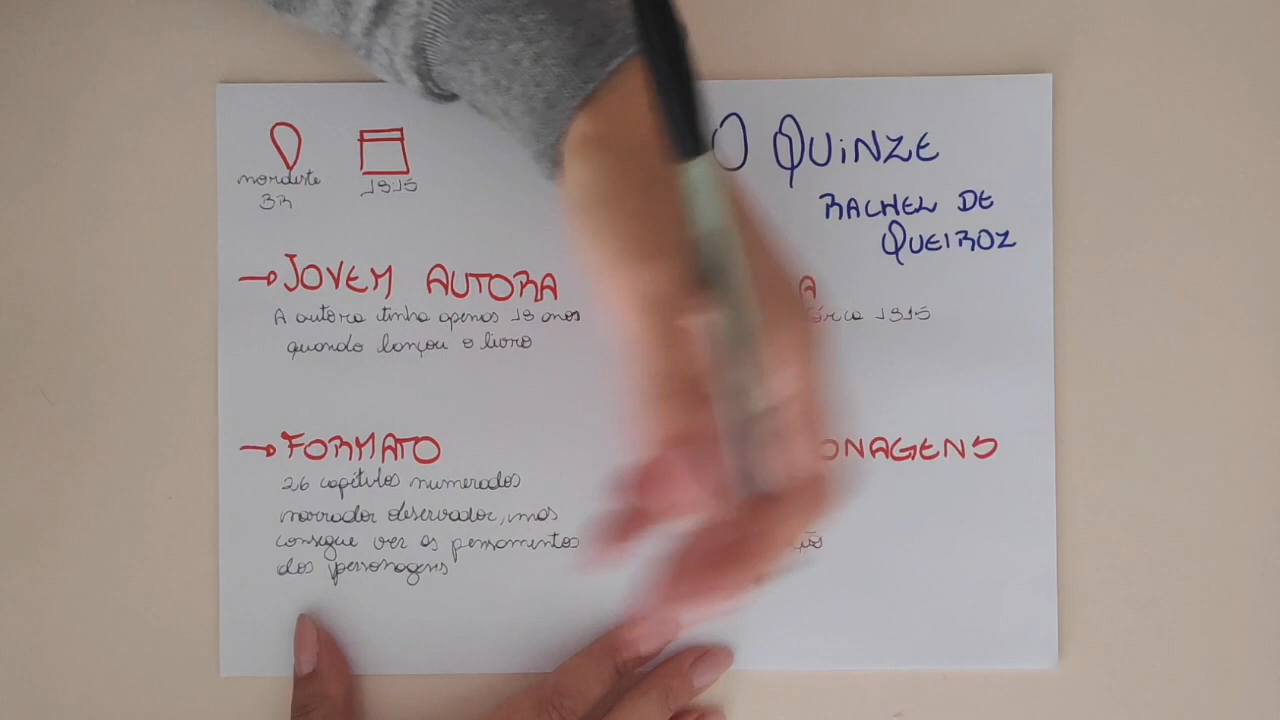 nordeste
BR
1915
O QUINZE
RACHEL DE
QUEIROZ
→ JOVEM AUTORA
A autora tinha apenas 19 anos
quando lançou o livro
A
1915
→ FORMATO
26 capítulos numerados
narrador observador, mas
consegue ver os pensamentos
dos personagens
ONAGENS